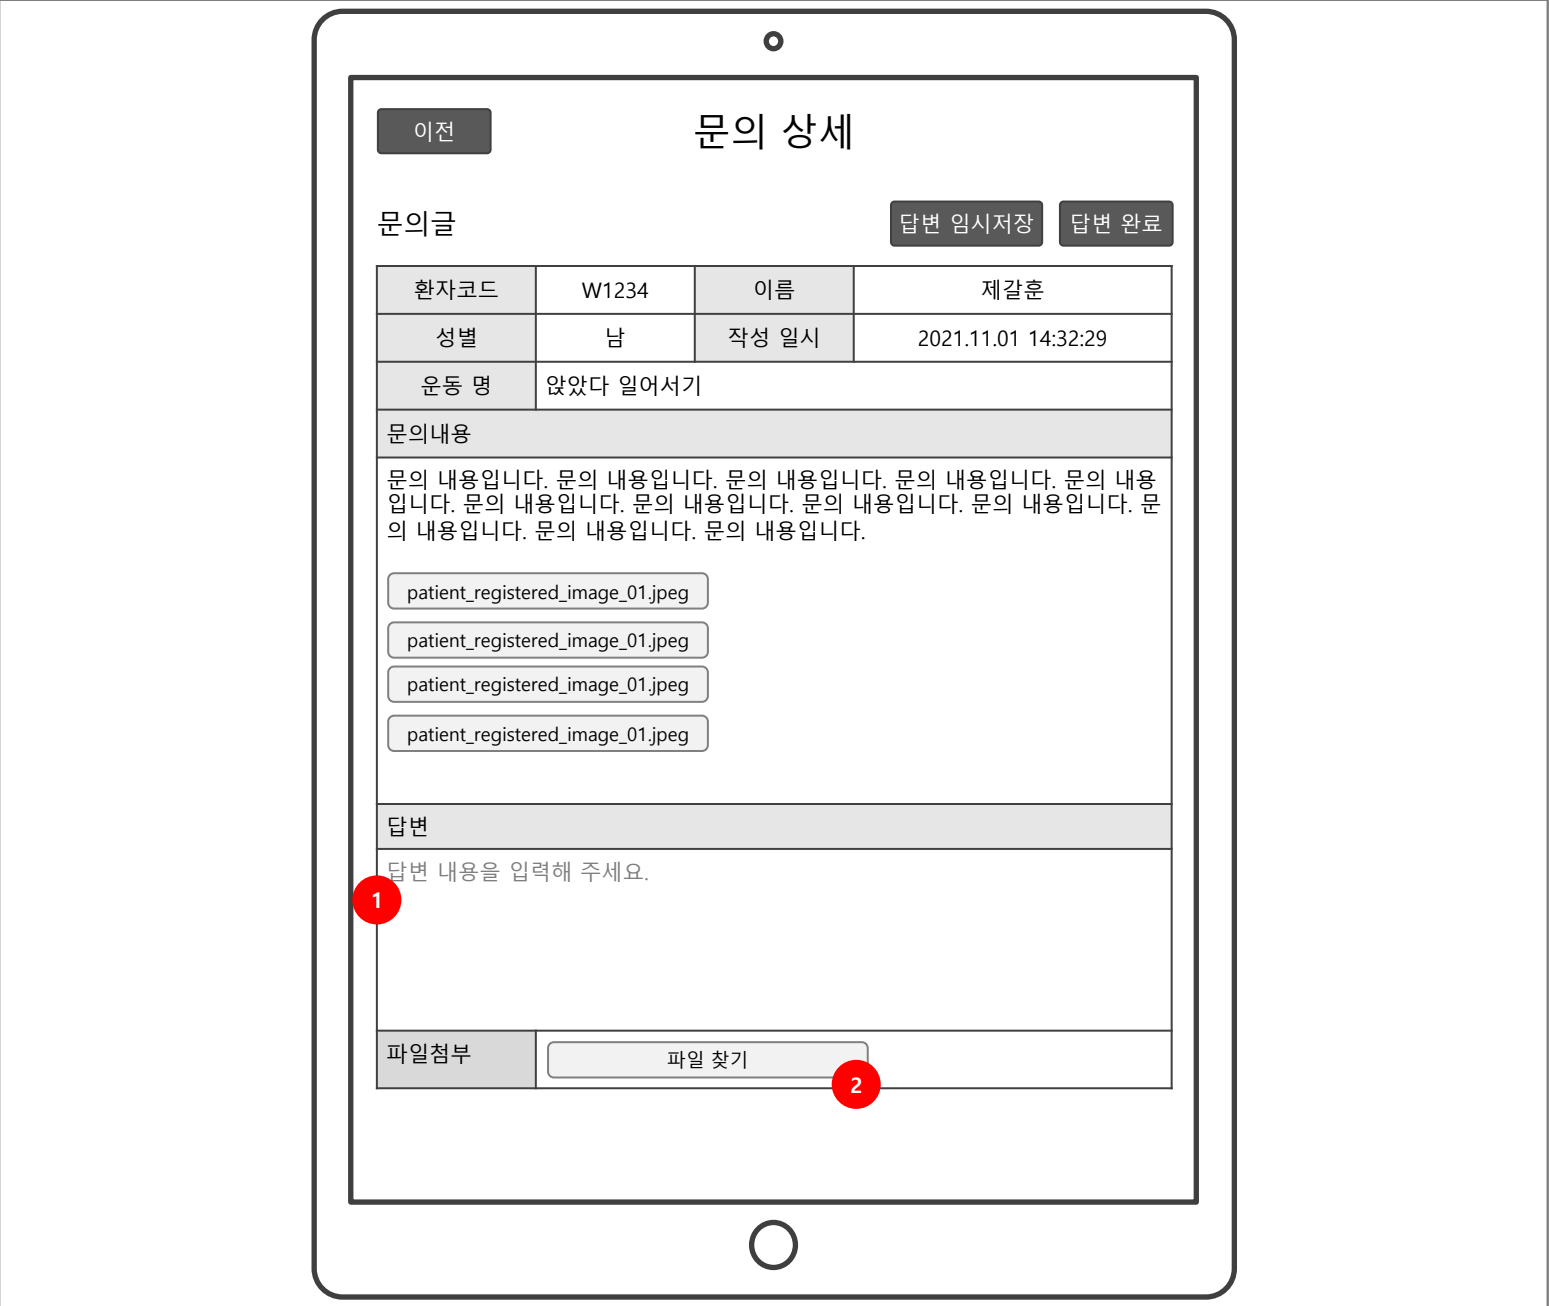 이전
문의 상세
문의글
답변 임시저장
답변 완료
환자코드 W1234 이름 제갈훈
성별 남 작성 일시 2021.11.01 14:32:29
운동 명 앉았다 일어서기
문의내용
문의 내용입니다. 문의 내용입니다. 문의 내용입니다. 문의 내용입니다. 문의 내용
입니다. 문의 내용입니다. 문의 내용입니다. 문의 내용입니다. 문의 내용입니다. 문
의 내용입니다. 문의 내용입니다. 문의 내용입니다.
patient_registered_image_01.jpeg
patient_registered_image_01.jpeg
patient_registered_image_01.jpeg
patient_registered_image_01.jpeg
답변
답변 내용을 입력해 주세요.
1
파일첨부 파일 찾기
2